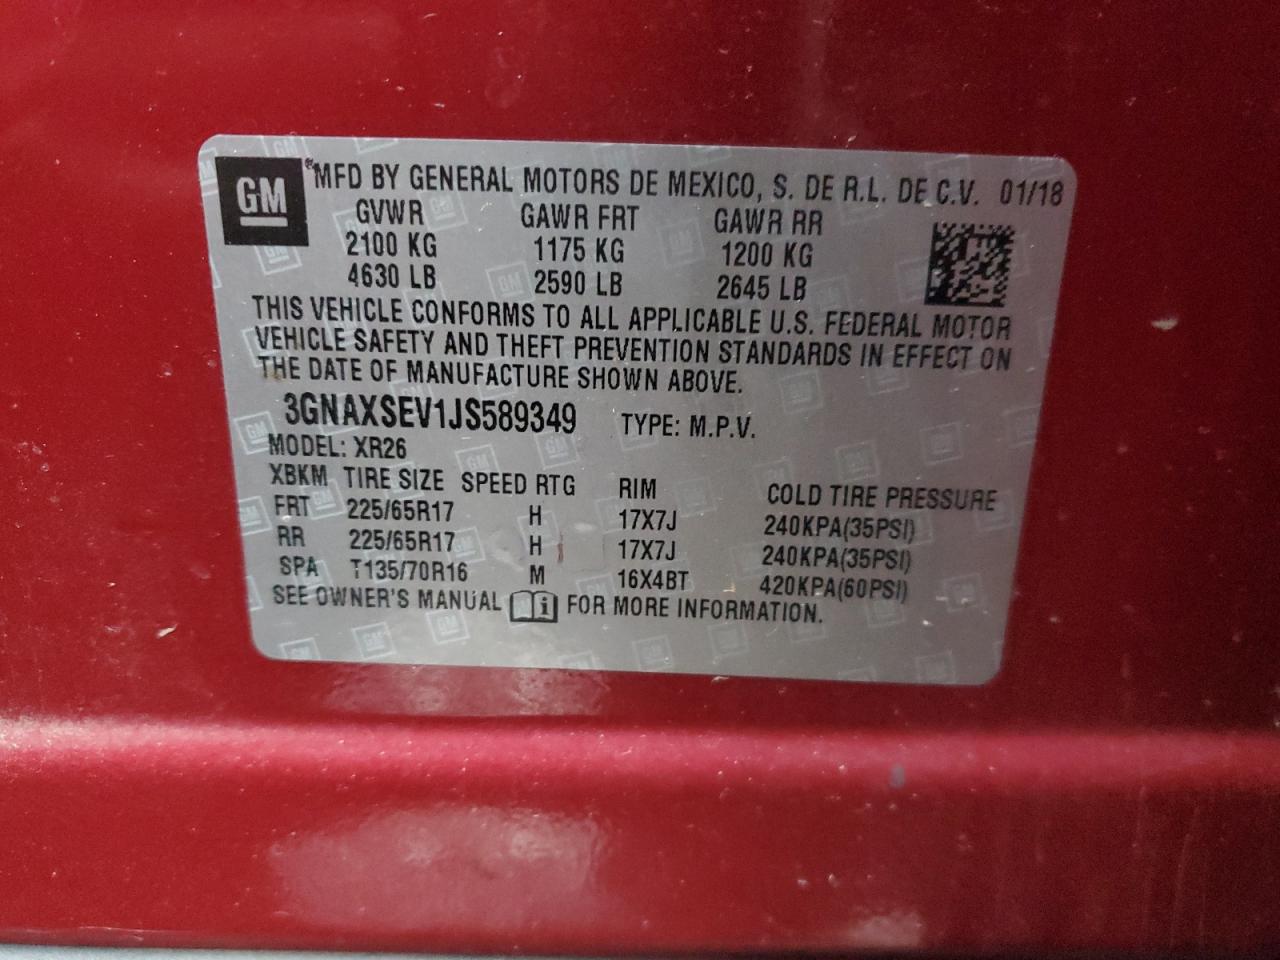 GM ®MFD BY GENERAL MOTORS DE MEXICO, S. DE R.L. DE C.V. 01/18
GVWR GAWR FRT GAWR RR
2100 KG 1175 KG 1200 KG
4630 LB 2590 LB 2645 LB
THIS VEHICLE CONFORMS TO ALL APPLICABLE U.S. FEDERAL MOTOR
VEHICLE SAFETY AND THEFT PREVENTION STANDARDS IN EFFECT ON
THE DATE OF MANUFACTURE SHOWN ABOVE.
3GNAXSEV1JS589349 TYPE: M.P.V.
MODEL: XR26
XBKM TIRE SIZE SPEED RTG RIM COLD TIRE PRESSURE
FRT 225/65R17 H 17X7J 240KPA(35PSI)
RR 225/65R17 H 17X7J 240KPA(35PSI)
SPA T135/70R16 M 16X4BT 420KPA(60PSI)
SEE OWNER'S MANUAL i FOR MORE INFORMATION.